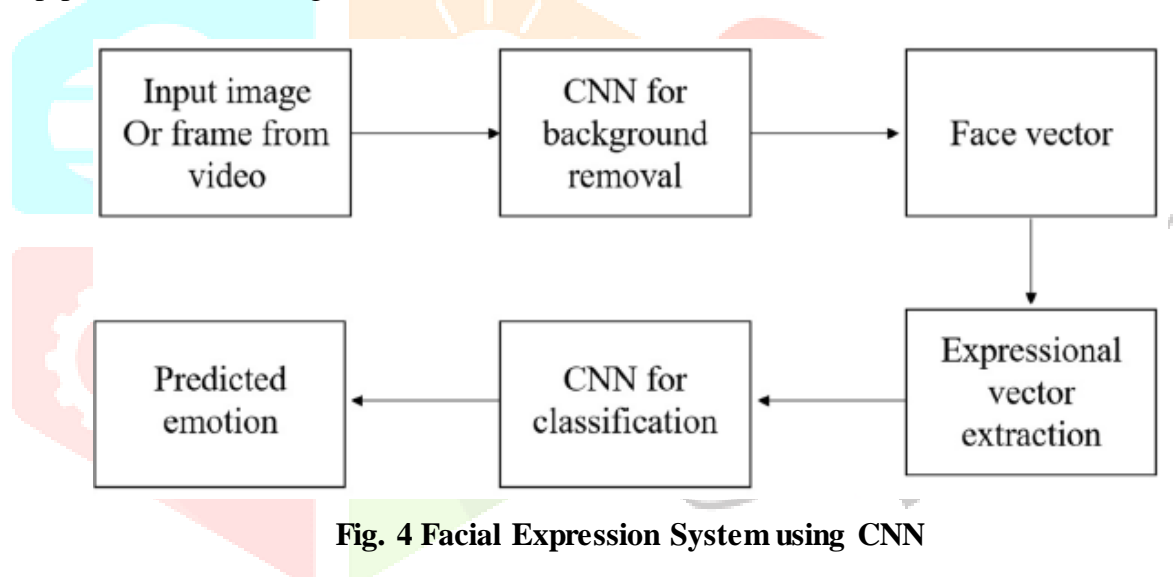 Input image
Or frame from
video
CNN for
background
removal
Face vector
Expressional
vector
extraction
CNN for
classification
Predicted
emotion
Fig. 4 Facial Expression System using CNN